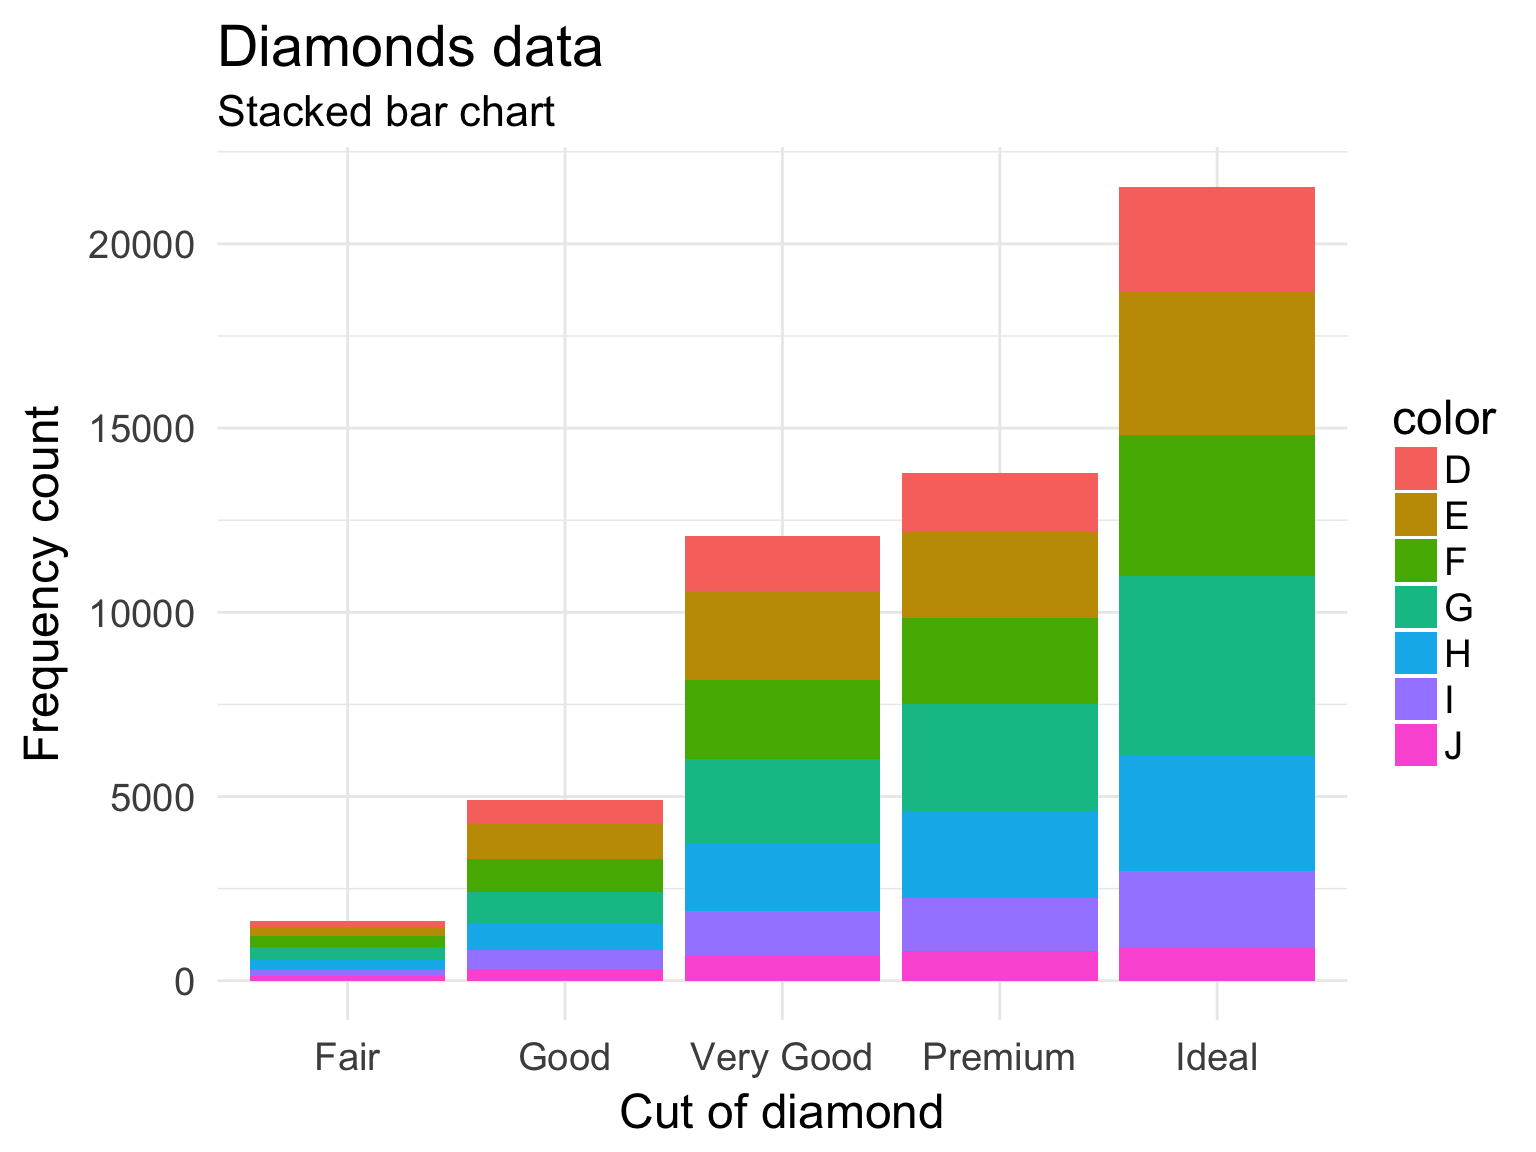 Diamonds data
Stacked bar chart
Frequency count
20000
15000
10000
5000
0
Fair Good Very Good Premium Ideal
Cut of diamond
color
D
E
F
G
H
I
J